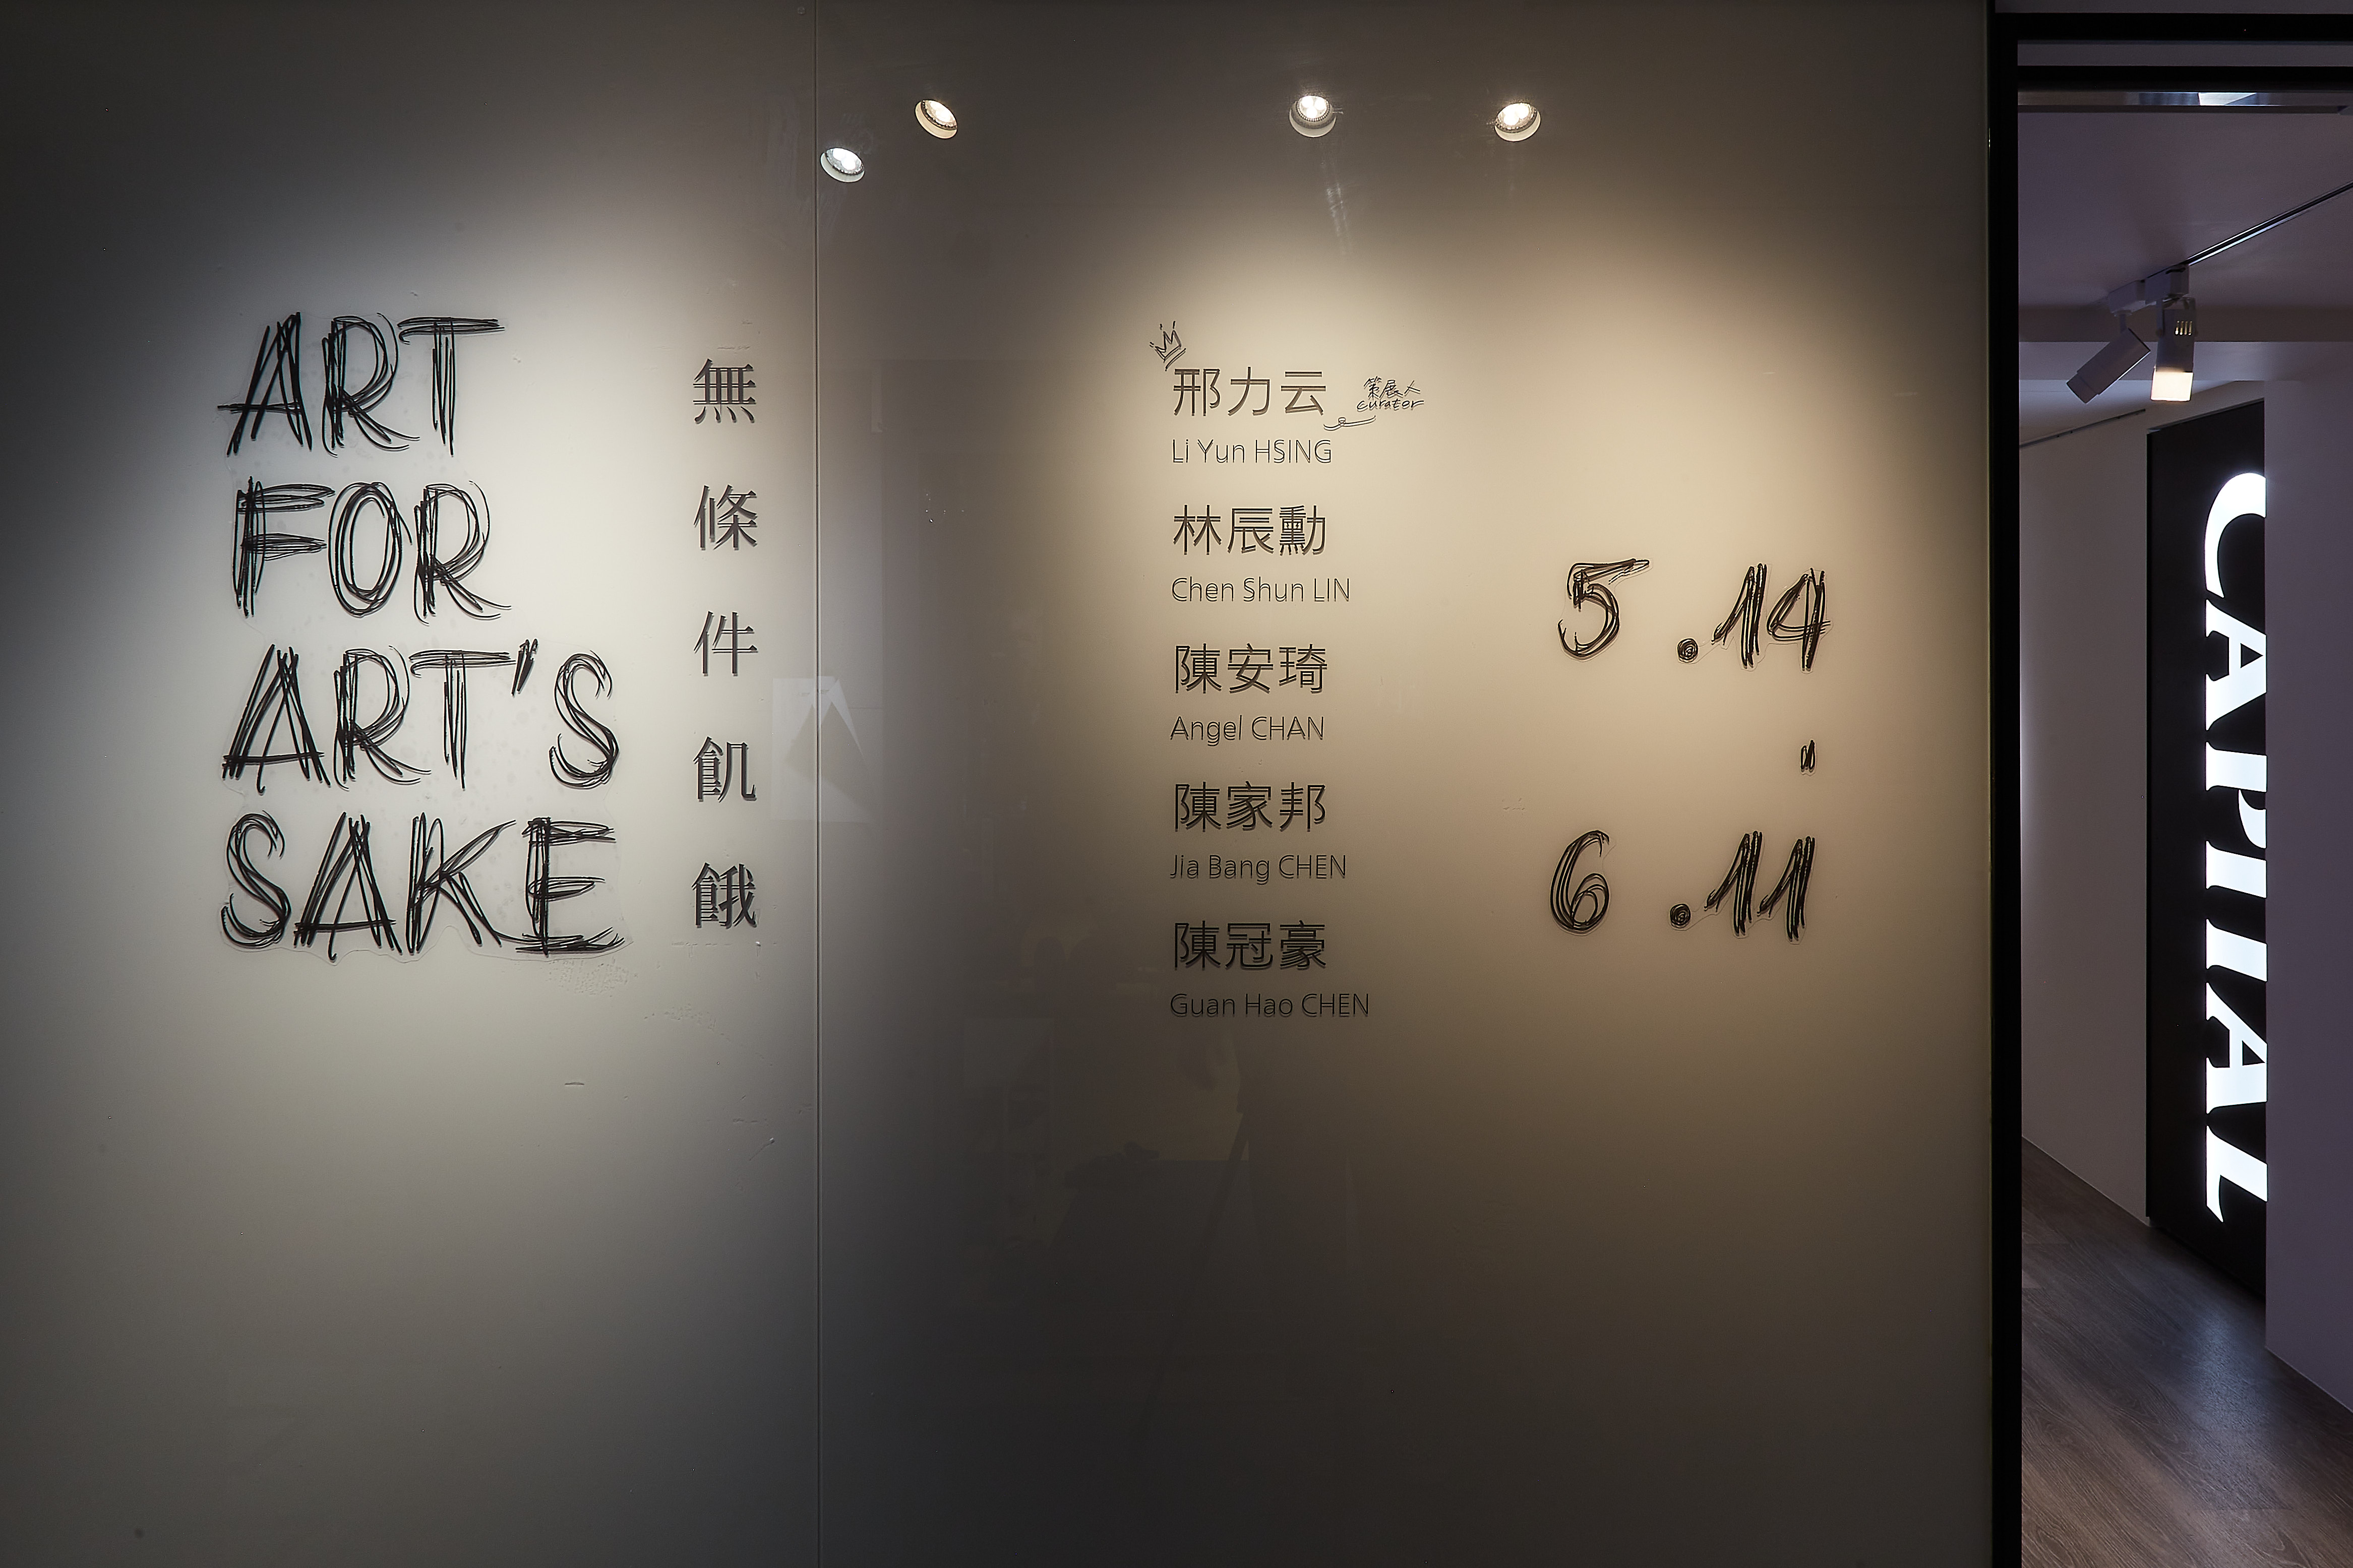 ART
FOR
ART'S
SAKE
無條件飢餓
邢力云
策展人
curator
Li Yun HSING
林辰勳
Chen Shun LIN
陳安琦
Angel CHAN
陳家邦
Jia Bang CHEN
陳冠豪
Guan Hao CHEN
5.14
6.11
CAPITAL